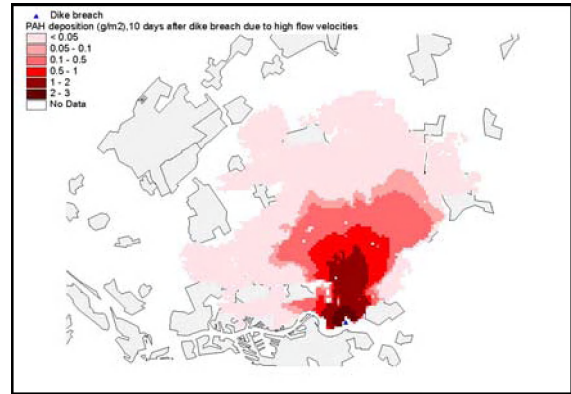 Dike breach
PAH deposition (g/m2),10 days after dike breach due to high flow velocities
< 0.05
0.05 - 0.1
0.1 - 0.5
0.5 - 1
1 - 2
2 - 3
No Data